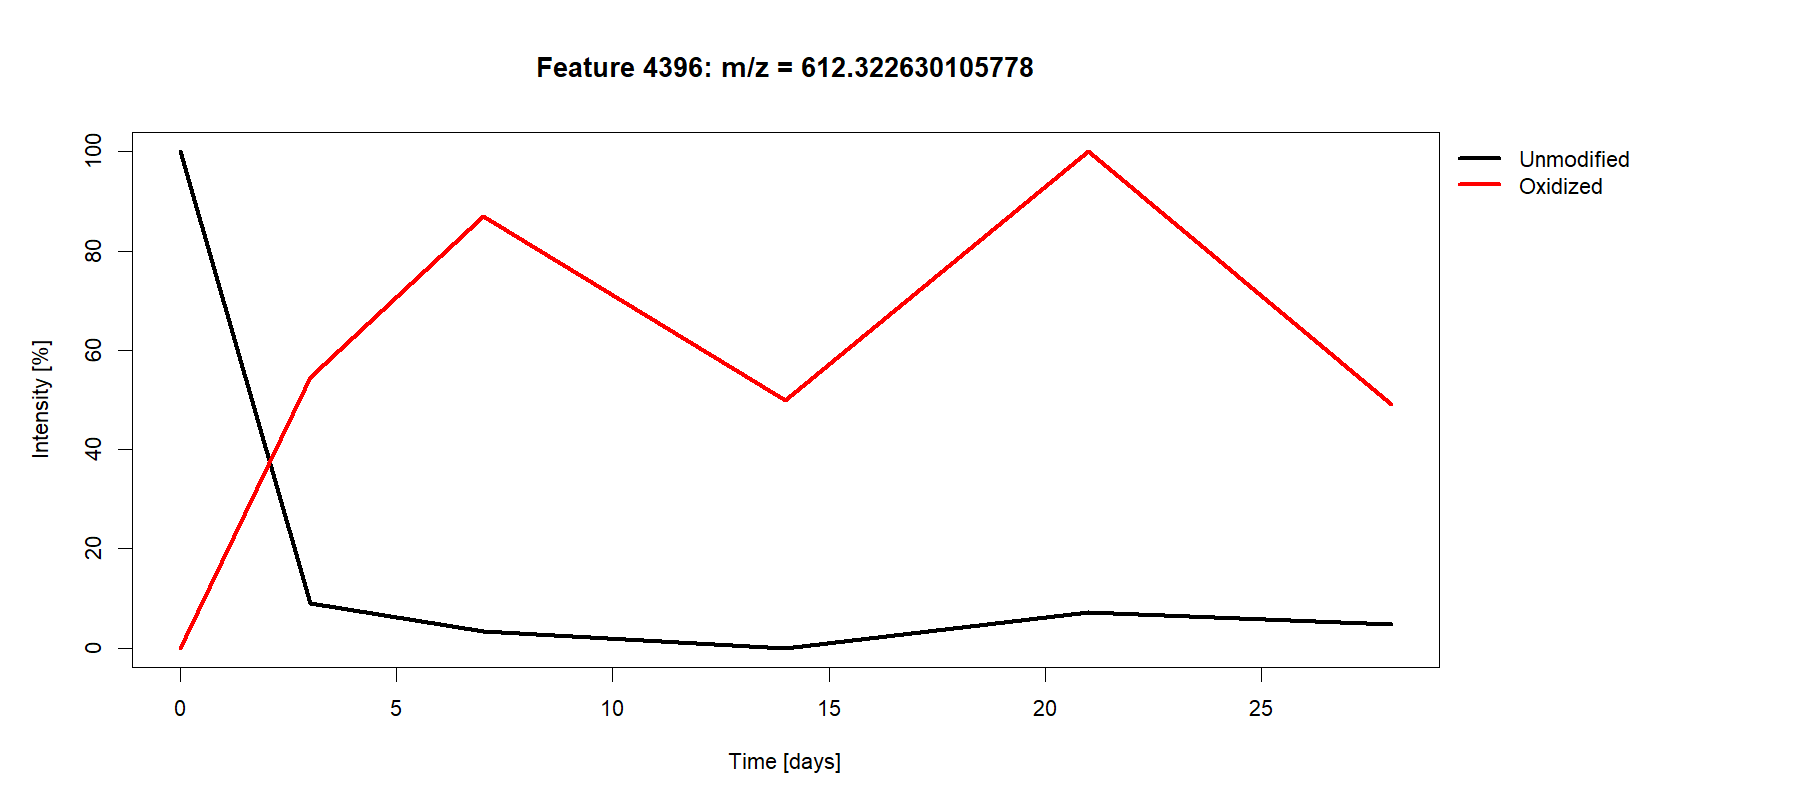 Feature 4396: m/z = 612.322630105778
Unmodified
Oxidized
Intensity [%]
100
80
60
40
20
0
0 5 10 15 20 25
Time [days]